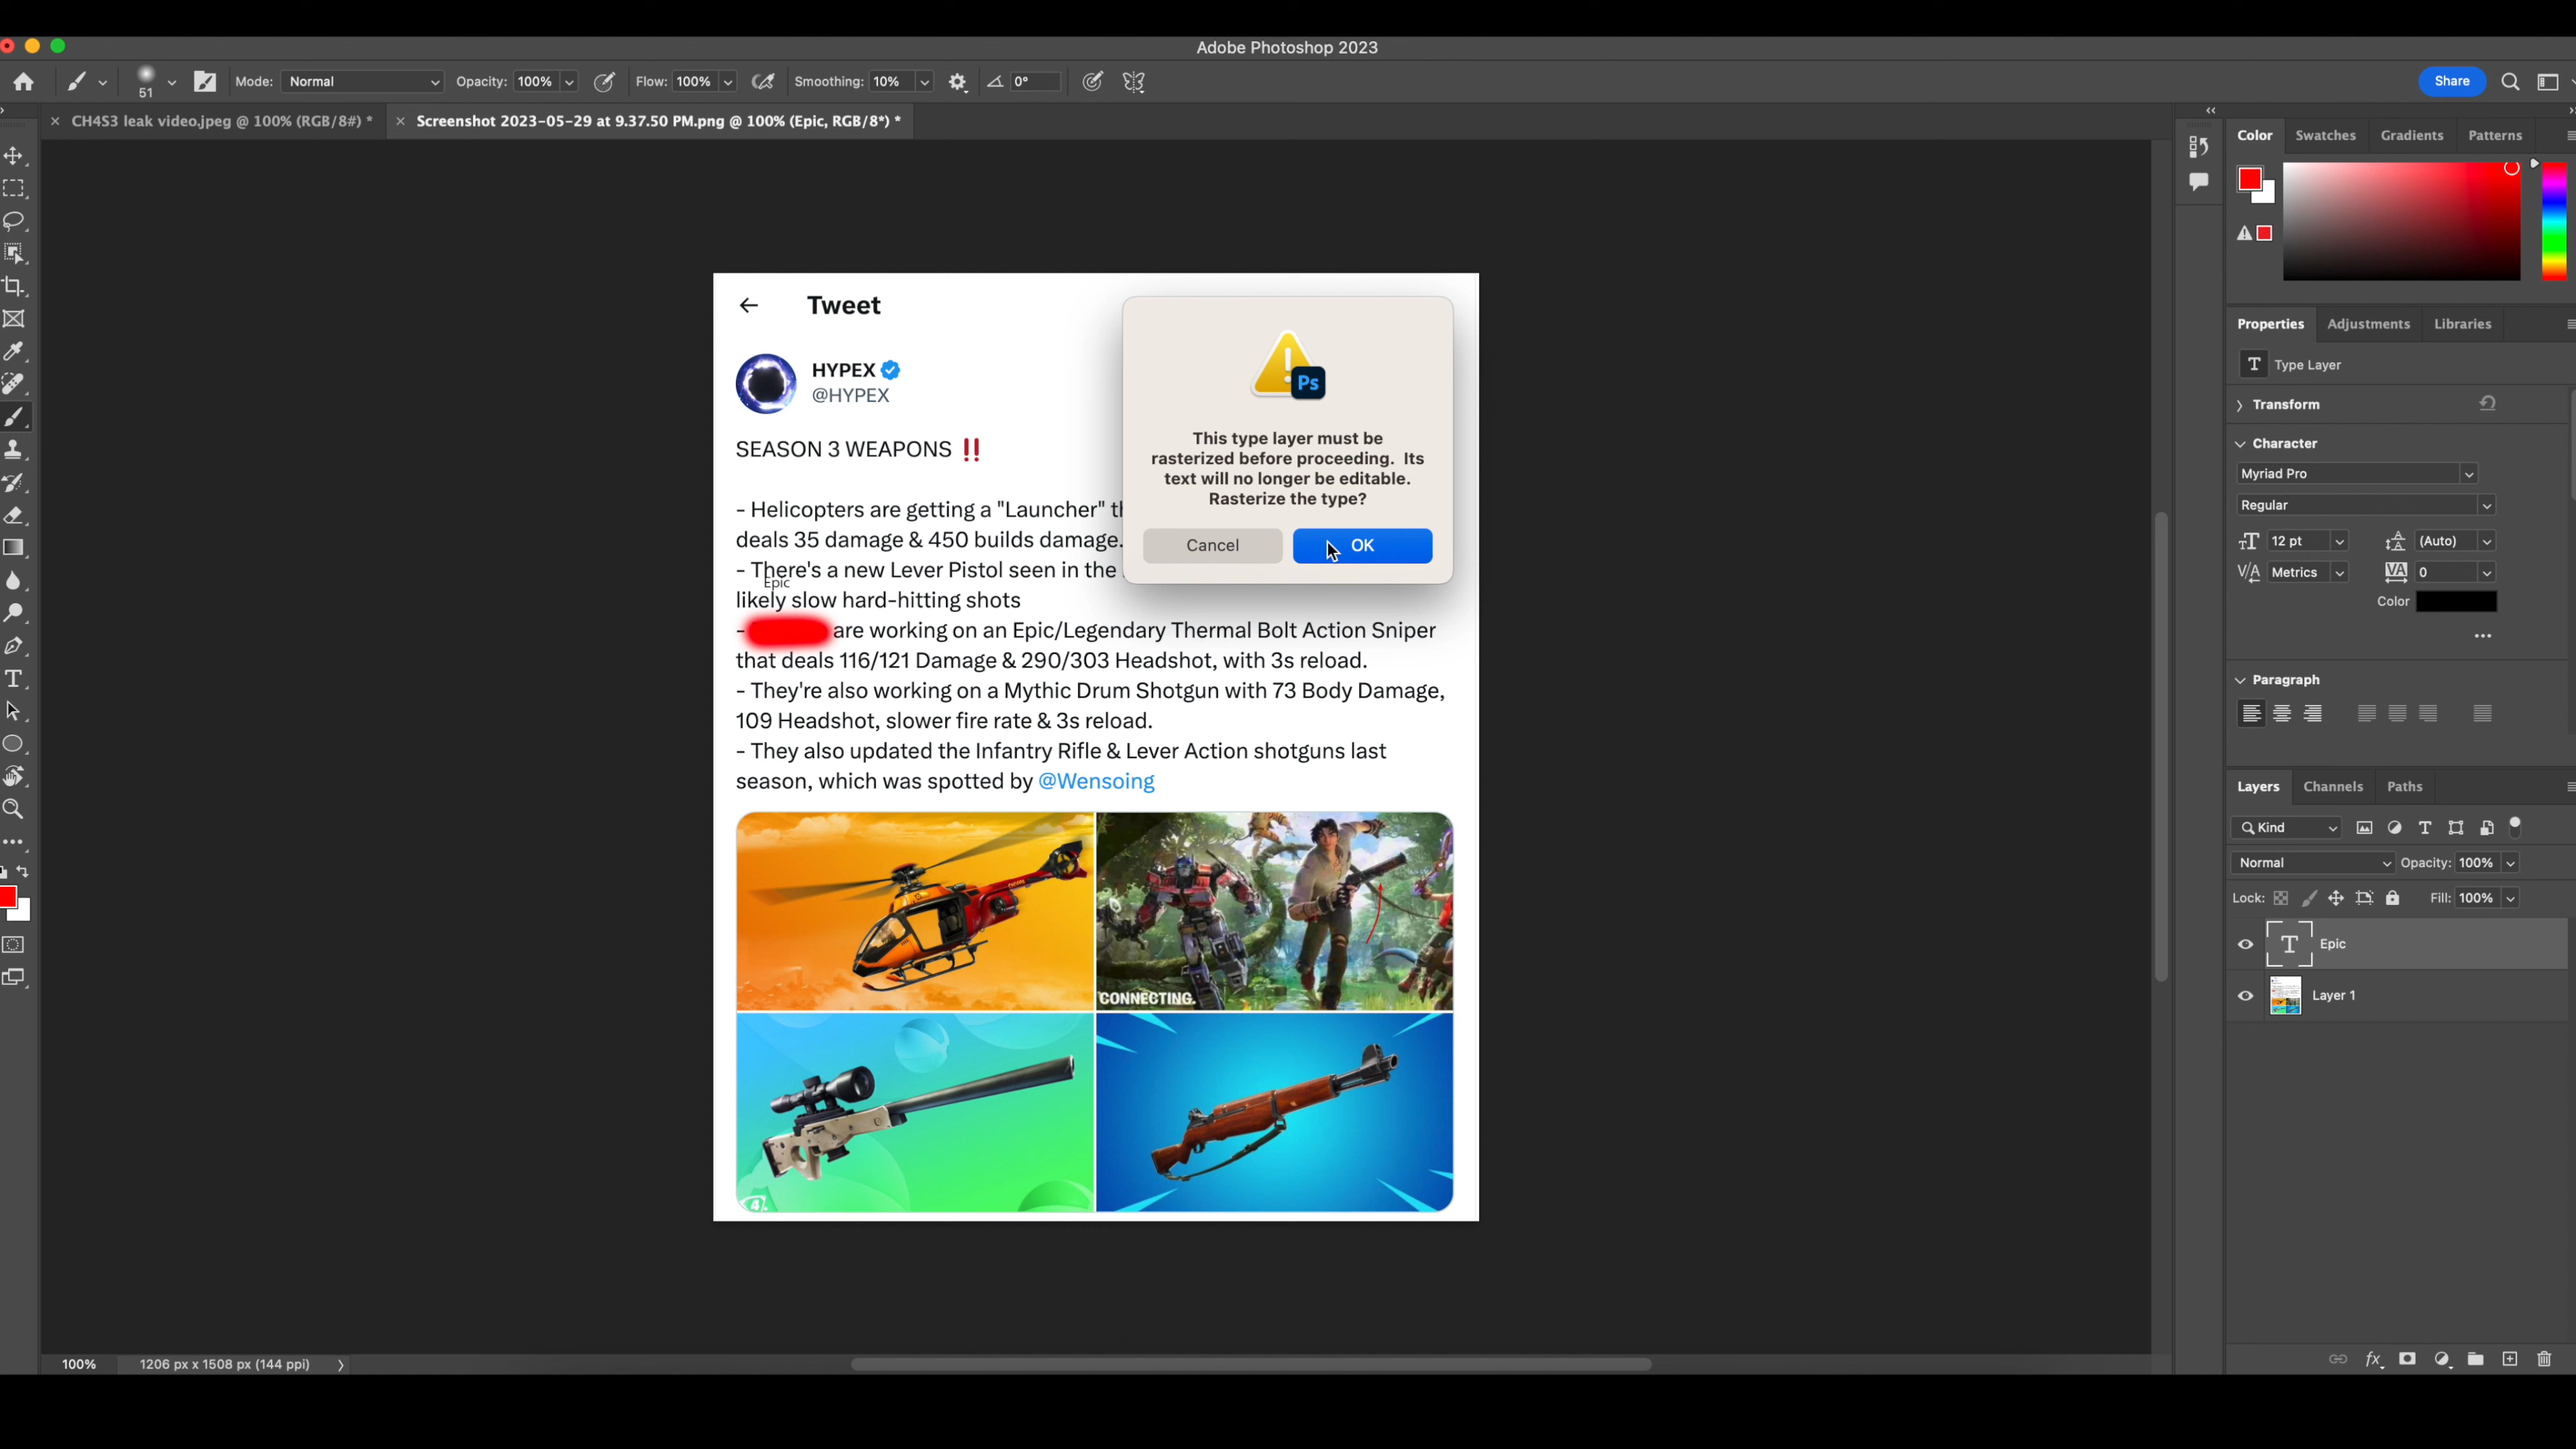 Adobe Photoshop 2023
51
Mode: Normal
Opacity: 100%
Flow: 100%
Smoothing: 10%
0°
Share
× CH4S3 leak video.jpeg @ 100% (RGB/8#) *
× Screenshot 2023-05-29 at 9.37.50 PM.png @ 100% (Epic, RGB/8*) *
Tweet
HYPEX
@HYPEX
SEASON 3 WEAPONS ‼️
- Helicopters are getting a "Launcher"
deals 35 damage & 450 builds damage.
- There's a new Lever Pistol seen in the
Epic
likely slow hard-hitting shots
- are working on an Epic/Legendary Thermal Bolt Action Sniper
that deals 116/121 Damage & 290/303 Headshot, with 3s reload.
- They're also working on a Mythic Drum Shotgun with 73 Body Damage,
109 Headshot, slower fire rate & 3s reload.
- They also updated the Infantry Rifle & Lever Action shotguns last
season, which was spotted by @Wensoing
CONNECTING.
4
Ps
This type layer must be
rasterized before proceeding. Its
text will no longer be editable.
Rasterize the type?
Cancel
OK
Color
Swatches
Gradients
Patterns
Properties
Adjustments
Libraries
T Type Layer
Transform
Character
Myriad Pro
Regular
12 pt
(Auto)
Metrics
0
Color
Paragraph
Layers
Channels
Paths
Kind
Normal
Opacity: 100%
Lock:
Fill: 100%
T Epic
Layer 1
fx
100%
1206 px x 1508 px (144 ppi)